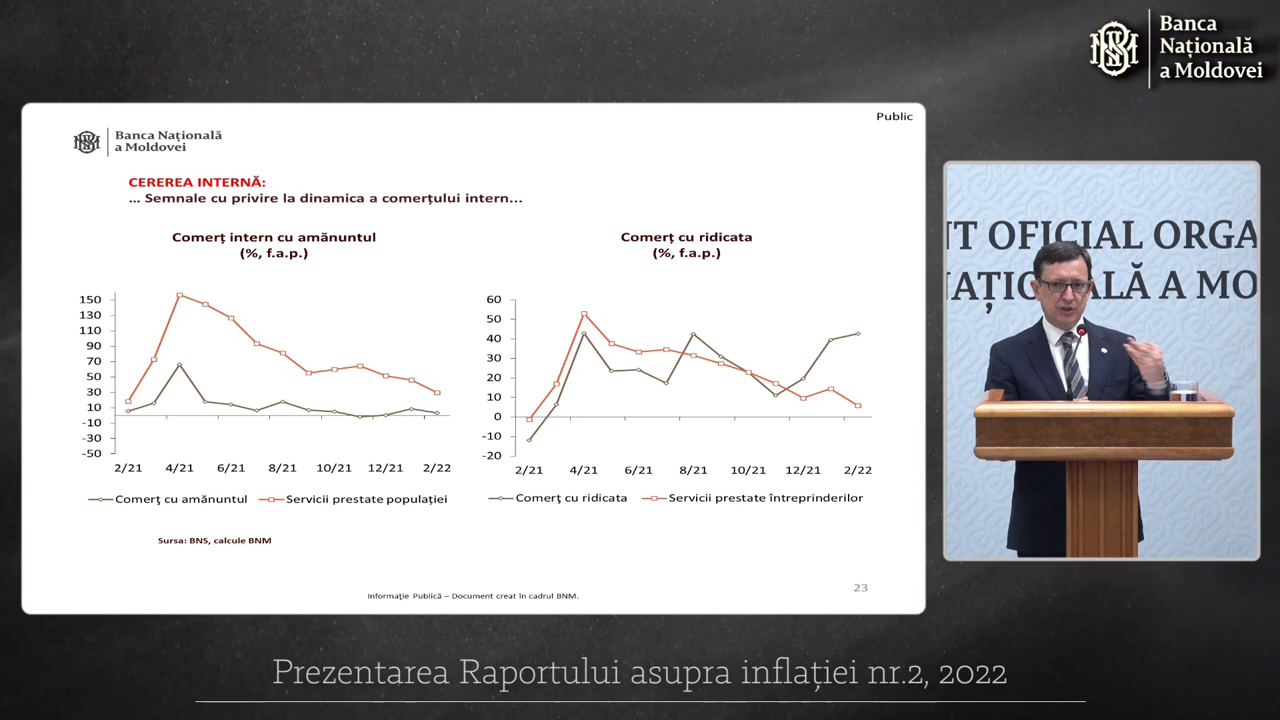 Banca
Națională
a Moldovei
Public
Banca Națională
a Moldovei
CEREREA INTERNĂ:
... Semnale cu privire la dinamica a comerțului intern...
Comerț intern cu amănuntul
(%, f.a.p.)
150
130
110
90
70
50
30
10
-10
-30
-50
2/21 4/21 6/21 8/21 10/21 12/21 2/22
Comerț cu amănuntul Servicii prestate populației
Comerț cu ridicata
(%, f.a.p.)
60
50
40
30
20
10
0
-10
-20
2/21 4/21 6/21 8/21 10/21 12/21 2/22
Comerț cu ridicata Servicii prestate întreprinderilor
Sursa: BNS, calcule BNM
23
Informație Publică – Document creat în cadrul BNM.
NT OFICIAL ORGA
NAȚIONALĂ A MO
Prezentarea Raportului asupra inflației nr.2, 2022